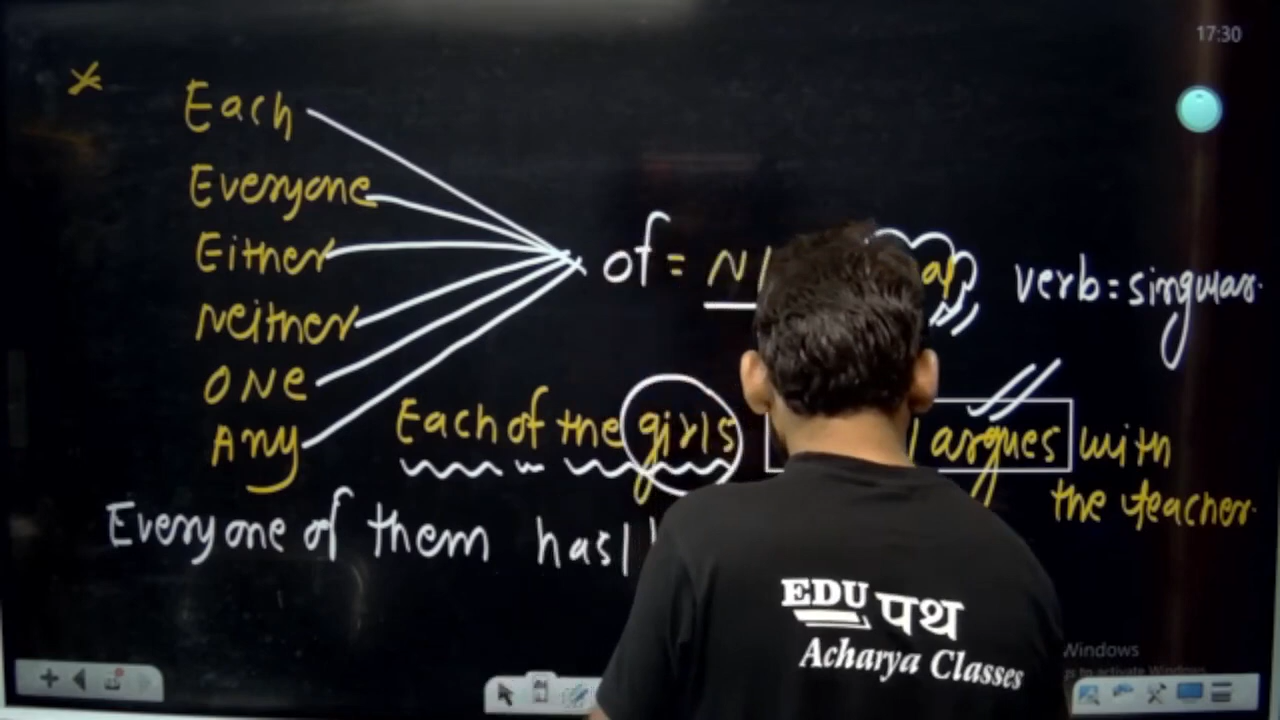 17:30
Each
Everyone
Either
of = verb = singular.
Neither
ONE
Any
Each of the girls argues with
the teacher.
Everyone of them has |
EDU पथ
Acharya Classes
Windows